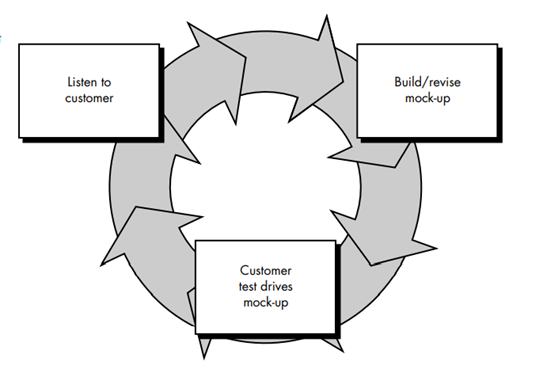 Listen to
customer
Build/revise
mock-up
Customer
test drives
mock-up